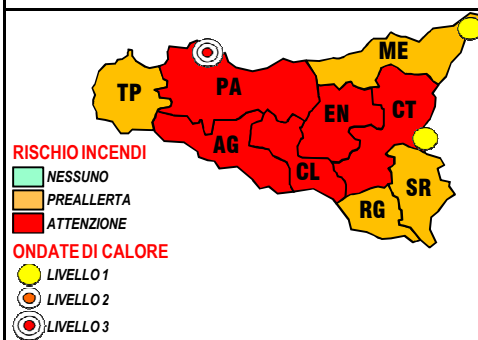 ME
TP
PA
EN
CT
AG
CL
SR
RG
RISCHIO INCENDI
NESSUNO
PREALLERTA
ATTENZIONE
ONDATE DI CALORE
LIVELLO 1
LIVELLO 2
LIVELLO 3